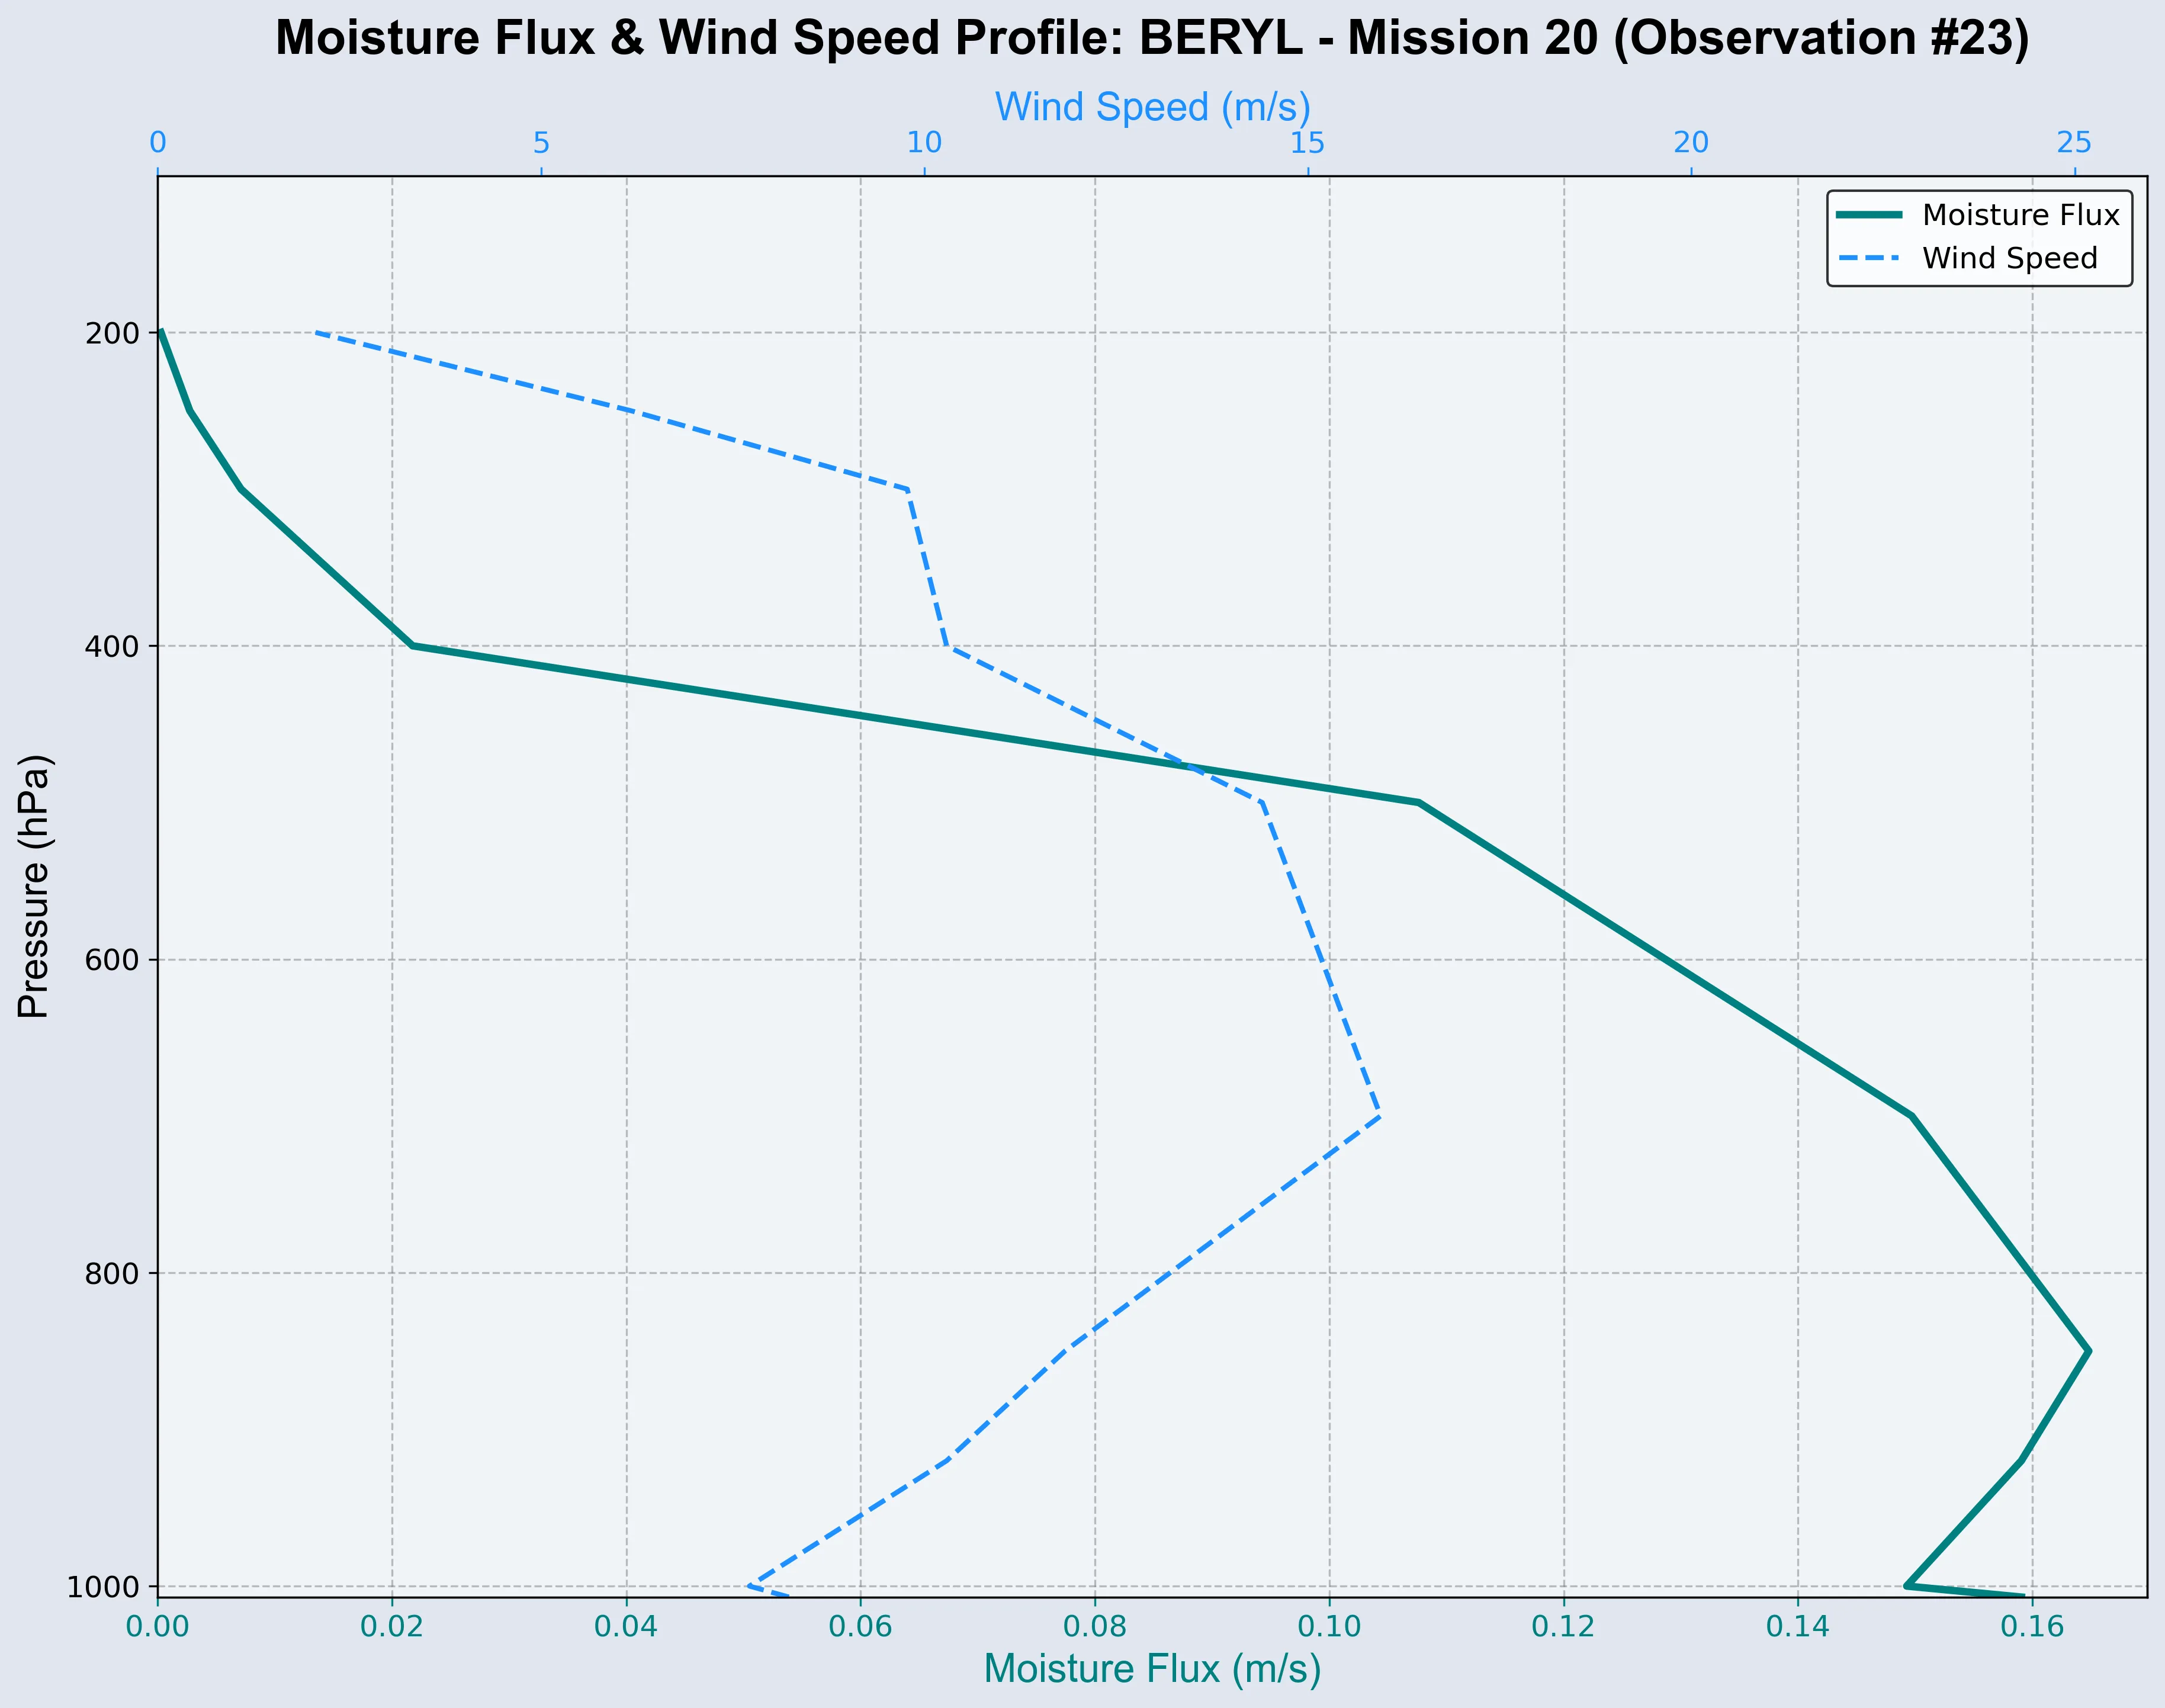 Moisture Flux & Wind Speed Profile: BERYL - Mission 20 (Observation #23)
Wind Speed (m/s)
0 5 10 15 20 25
Moisture Flux
Wind Speed
Pressure (hPa)
200
400
600
800
1000
0.00 0.02 0.04 0.06 0.08 0.10 0.12 0.14 0.16
Moisture Flux (m/s)